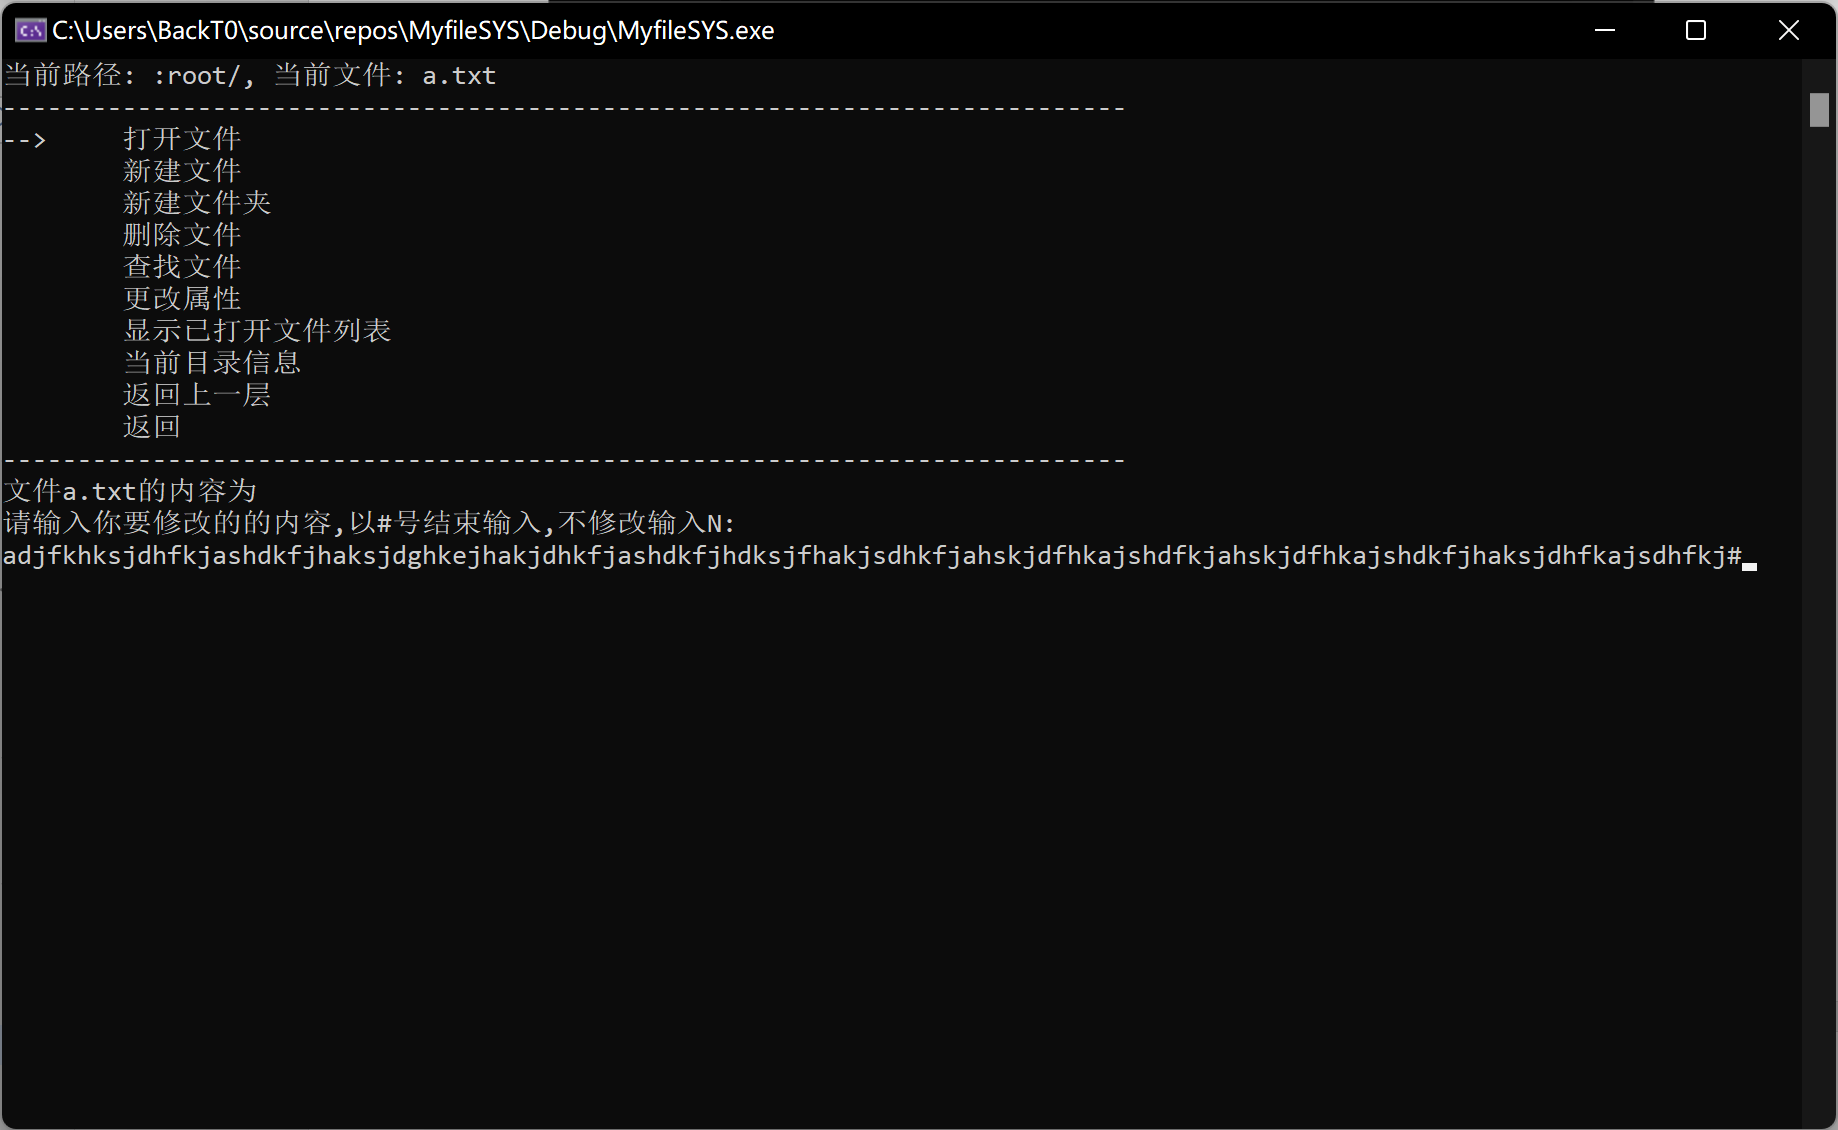 C:\Users\BackT0\source\repos\MyfileSYS\Debug\MyfileSYS.exe
当前路径: :root/, 当前文件: a.txt
---------------------------------------------------------------------------
--> 打开文件
新建文件
新建文件夹
删除文件
查找文件
更改属性
显示已打开文件列表
当前目录信息
返回上一层
返回
---------------------------------------------------------------------------
文件a.txt的内容为
请输入你要修改的的内容,以#号结束输入,不修改输入N:
adjfkhksjdhfkjashdkfjhaksjdghkejhakjdhkfjashdkfjhdksjfhakjsdhkfjahskjdfhkajshdfkjahskjdfhkajshdkfjhaksjdhfkajsdhfkj#